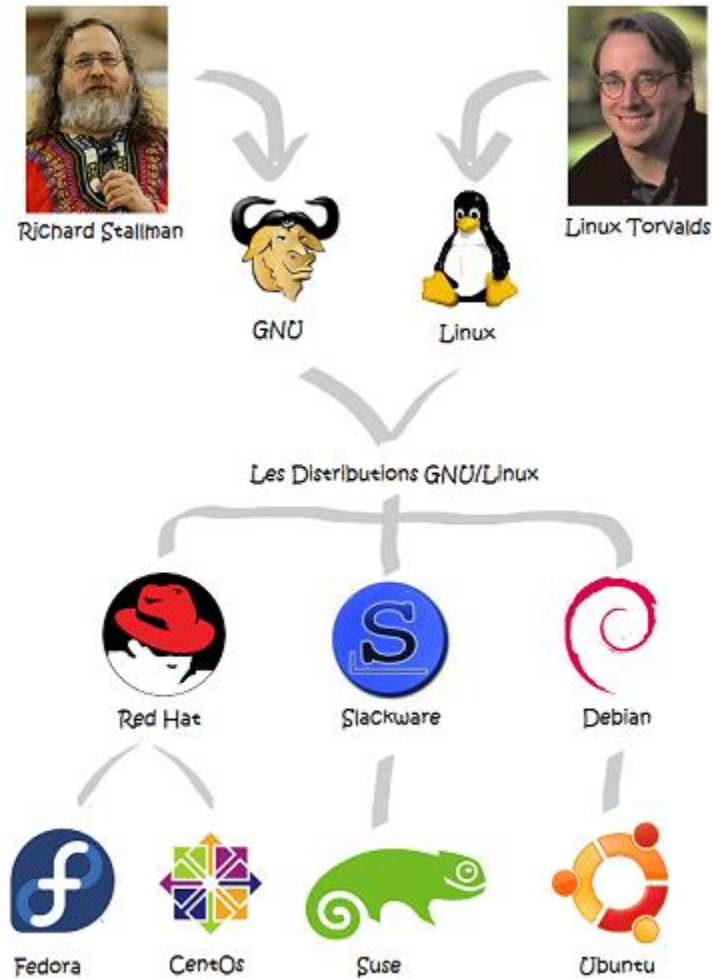 Richard Stallman
Linux Torvalds
GNU
Linux
Les Distributions GNU/Linux
S
Red Hat
Slackware
Debian
f
Fedora
CentOs
Suse
Ubuntu